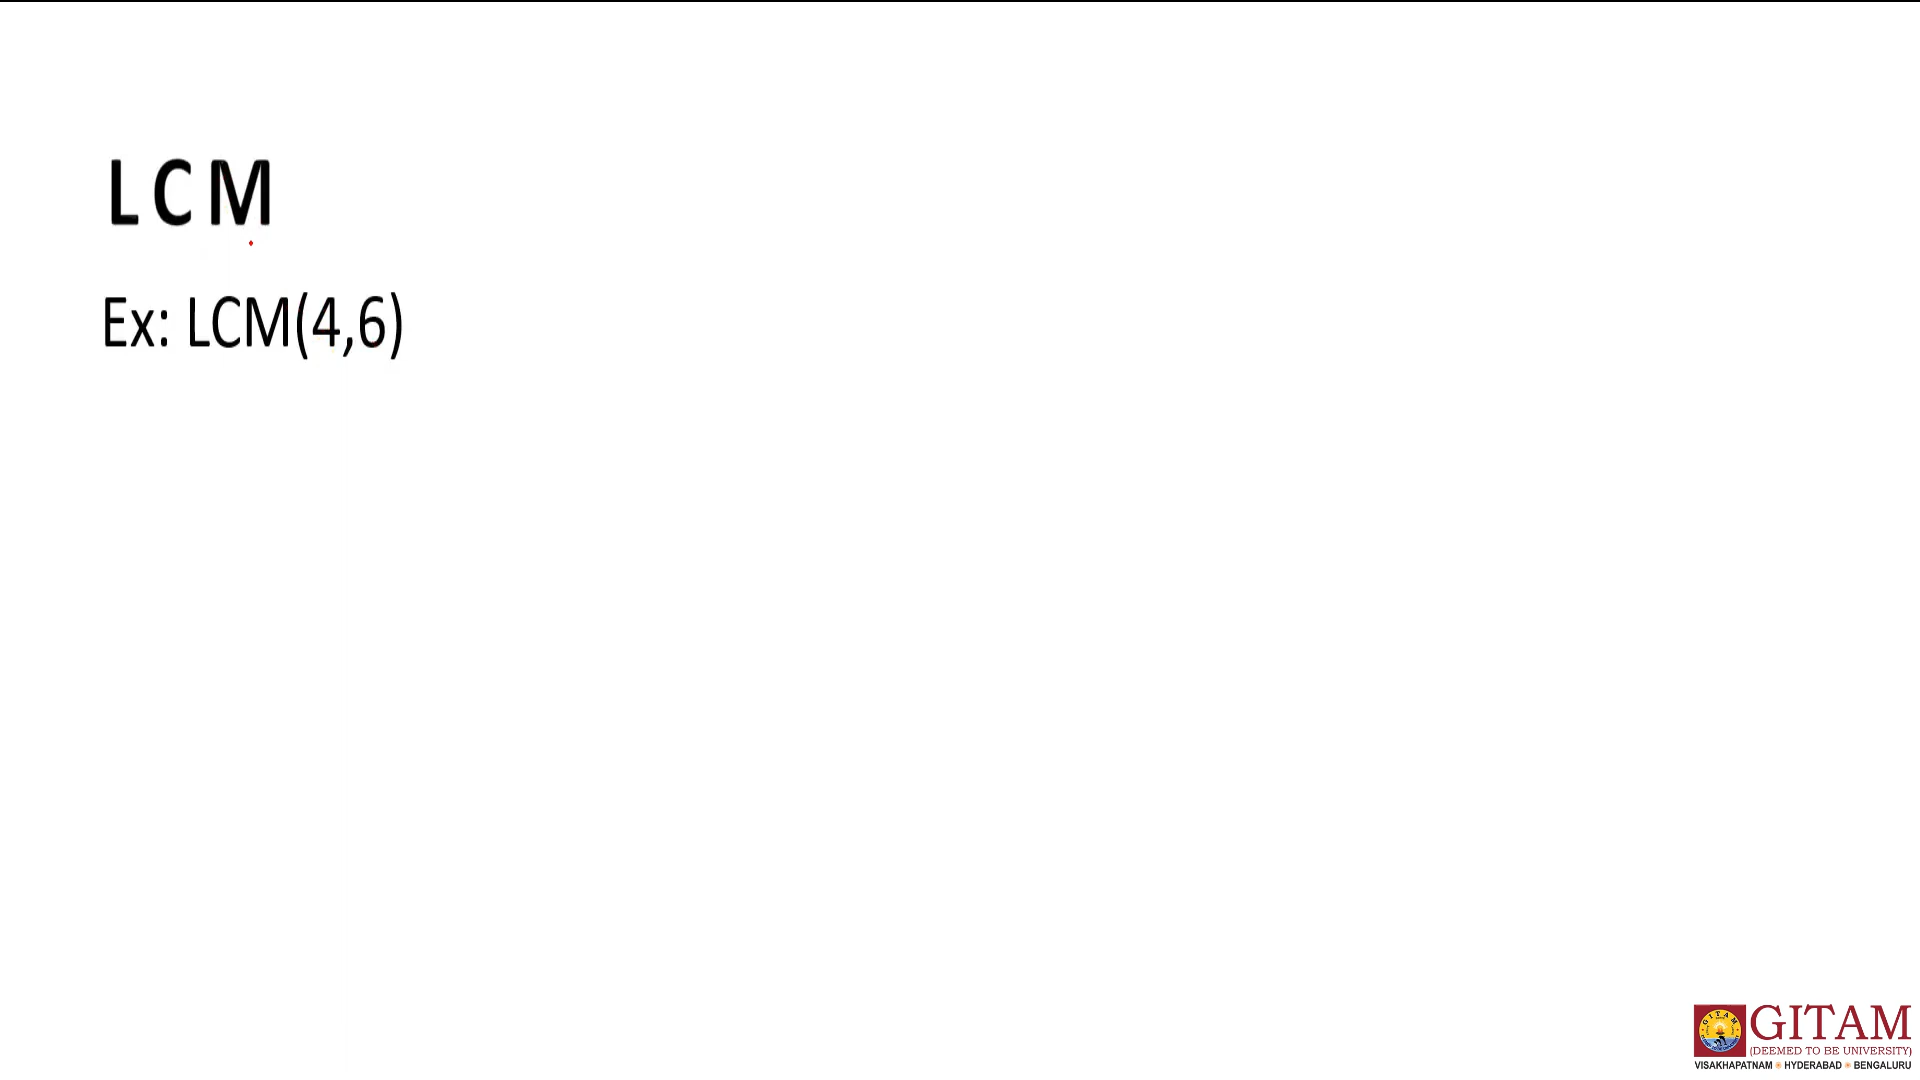 LCM
Ex: LCM(4,6)
GITAM
(DEEMED TO BE UNIVERSITY)
VISAKHAPATNAM HYDERABAD BENGALURU